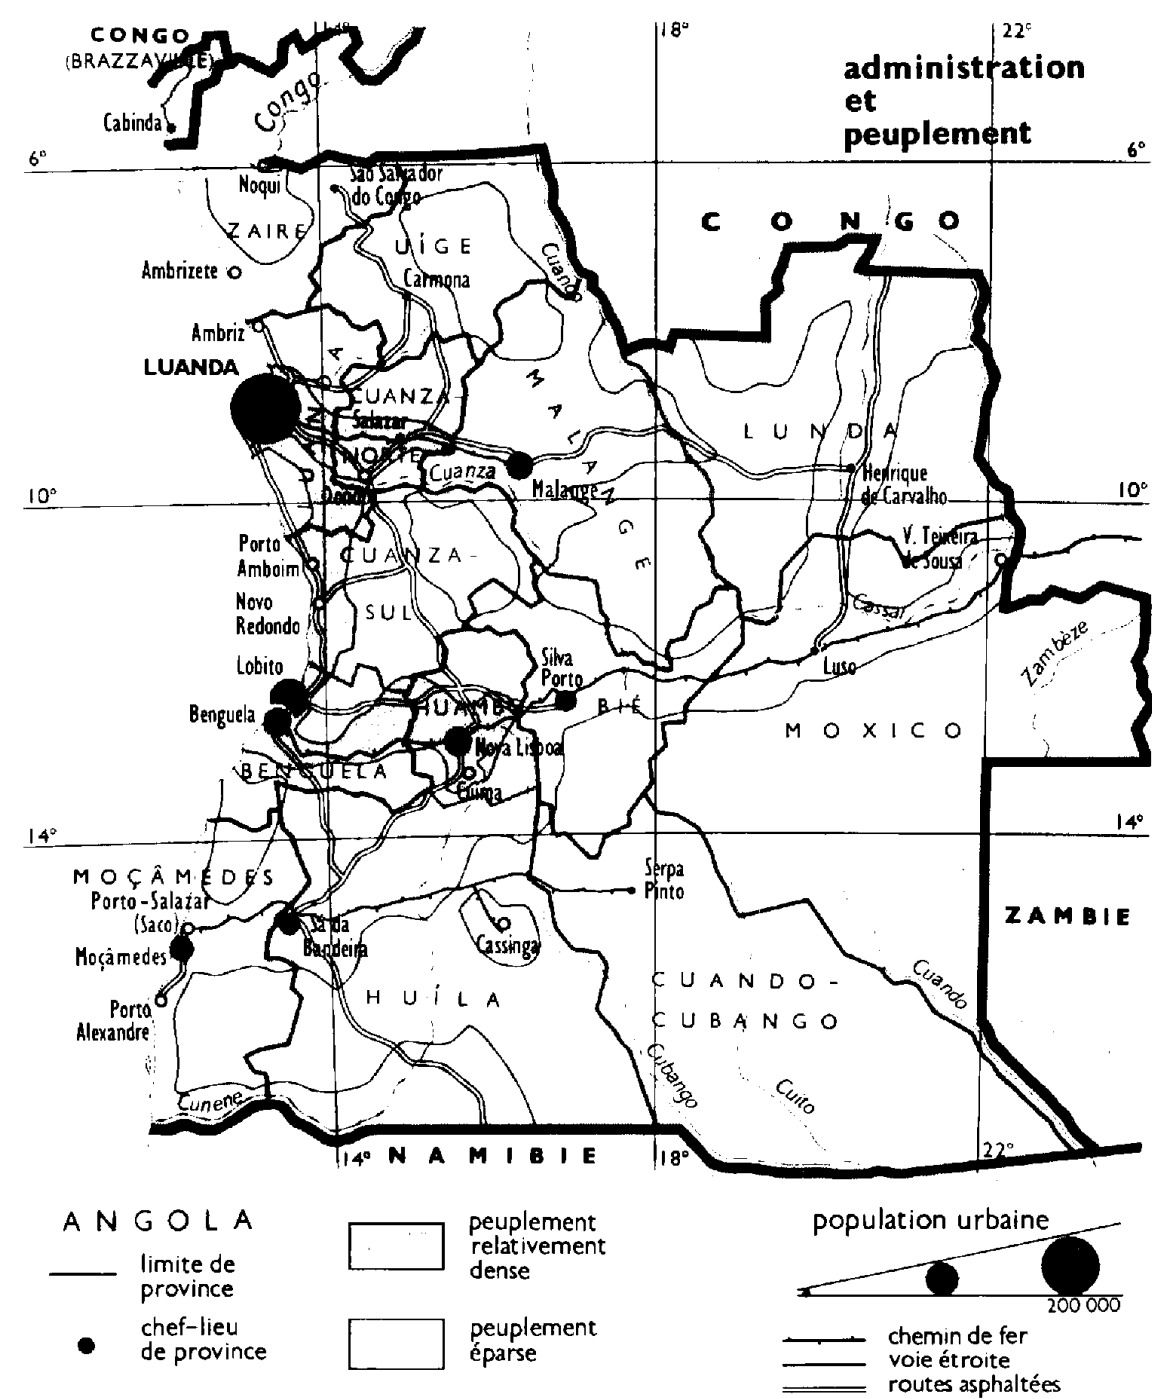 CONGO
(BRAZZAVILLE)
18°
22°
administration
et
peuplement
Congo
Cabinda
6°
6°
Noqui
São Salvador
do Congo
CONGO
ZAIRE
UÍGE
Cuango
Ambrizete
Carmona
Ambriz
LUANDA
CUANZA-
NORTE
Salazar
MALANGE
LUNDA
Cuanza
Malange
Henrique
de Carvalho
10°
10°
Dondo
V. Teixeira
de Sousa
Porto
Amboim
CUANZA-
SUL
Novo
Redondo
Cassai
Zambèze
Lobito
Silva
Porto
Luso
Benguela
HUAMBO
BIÉ
MOXICO
Nova Lisboa
BENGUELA
Cuima
14°
14°
MOÇÂMEDES
Serpa
Pinto
Porto-Salazar
(Saco)
Sá da
Bandeira
Cassinga
ZAMBIE
Moçâmedes
HUÍLA
CUANDO-
CUBANGO
Cuando
Porto
Alexandre
Cubango
Cuito
Cunene
14°
NAMIBIE
18°
22°
ANGOLA
limite de
province
chef-lieu
de province
peuplement
relativement
dense
peuplement
éparse
population urbaine
200 000
chemin de fer
voie étroite
routes asphaltées